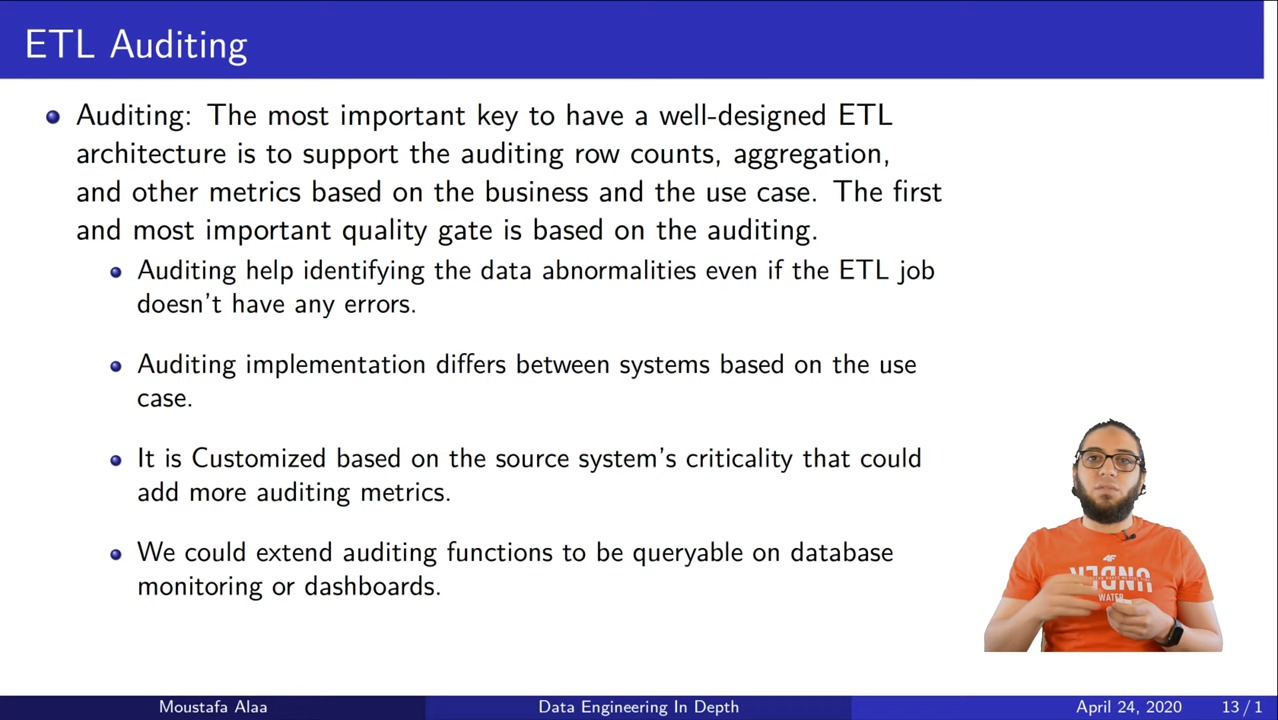 ETL Auditing
Auditing: The most important key to have a well-designed ETL
architecture is to support the auditing row counts, aggregation,
and other metrics based on the business and the use case. The first
and most important quality gate is based on the auditing.
Auditing help identifying the data abnormalities even if the ETL job
doesn't have any errors.
Auditing implementation differs between systems based on the use
case.
It is Customized based on the source system's criticality that could
add more auditing metrics.
We could extend auditing functions to be queryable on database
monitoring or dashboards.
WATER
Moustafa Alaa
Data Engineering In Depth
April 24, 2020
13 / 1